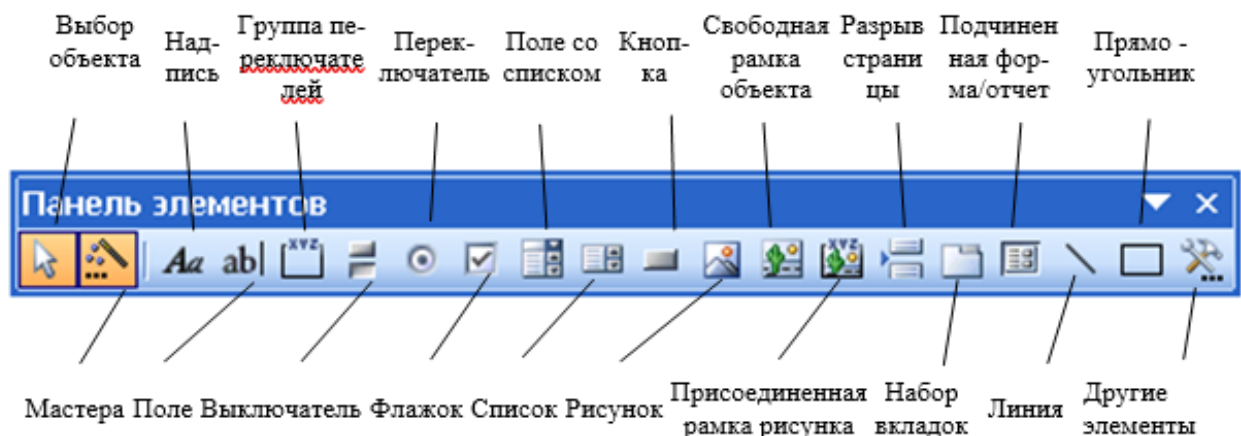 Выбор
объекта
Над-
пись
Группа пе-
реключате
лей
Перек-
лючатель
Поле со
списком
Кноп-
ка
Свободная
рамка
объекта
Разрыв
страни
цы
Подчинен
ная фор-
ма/отчет
Прямо -
угольник
Панель элементов
Aa
ab|
XYZ
XYZ
Мастера
Поле
Выключатель
Флажок
Список
Рисунок
Присоединенная
рамка рисунка
Набор
вкладок
Линия
Другие
элементы